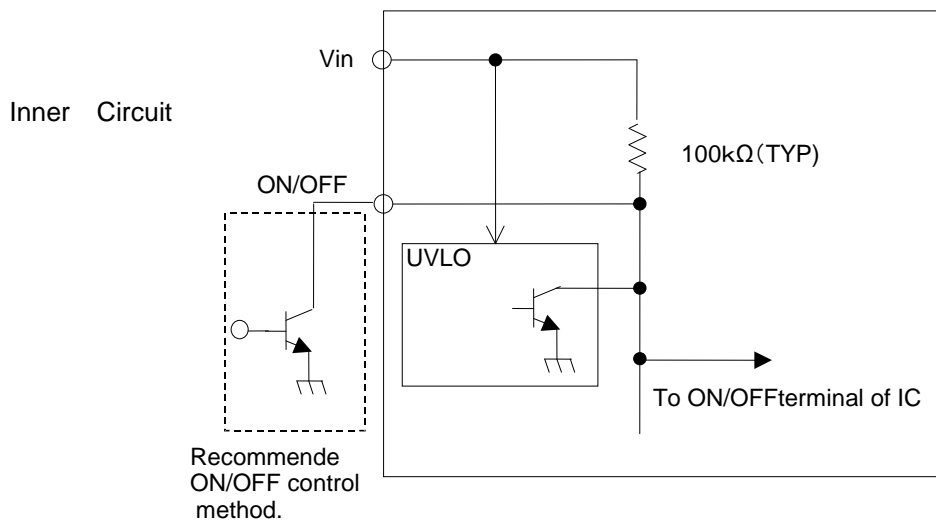 Vin
Inner Circuit
100kΩ(TYP)
ON/OFF
UVLO
To ON/OFFterminal of IC
Recommende
ON/OFF control
method.